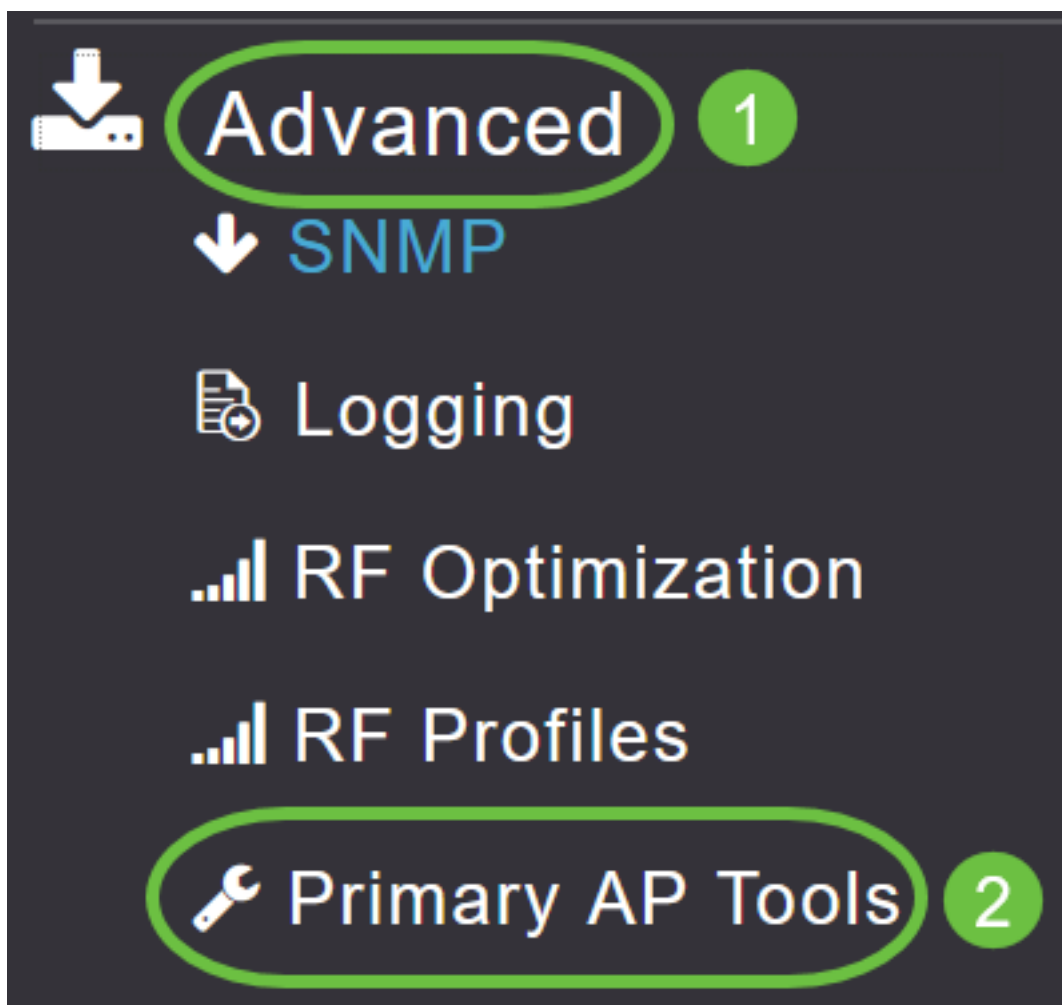 Advanced 1
SNMP
Logging
RF Optimization
RF Profiles
Primary AP Tools 2